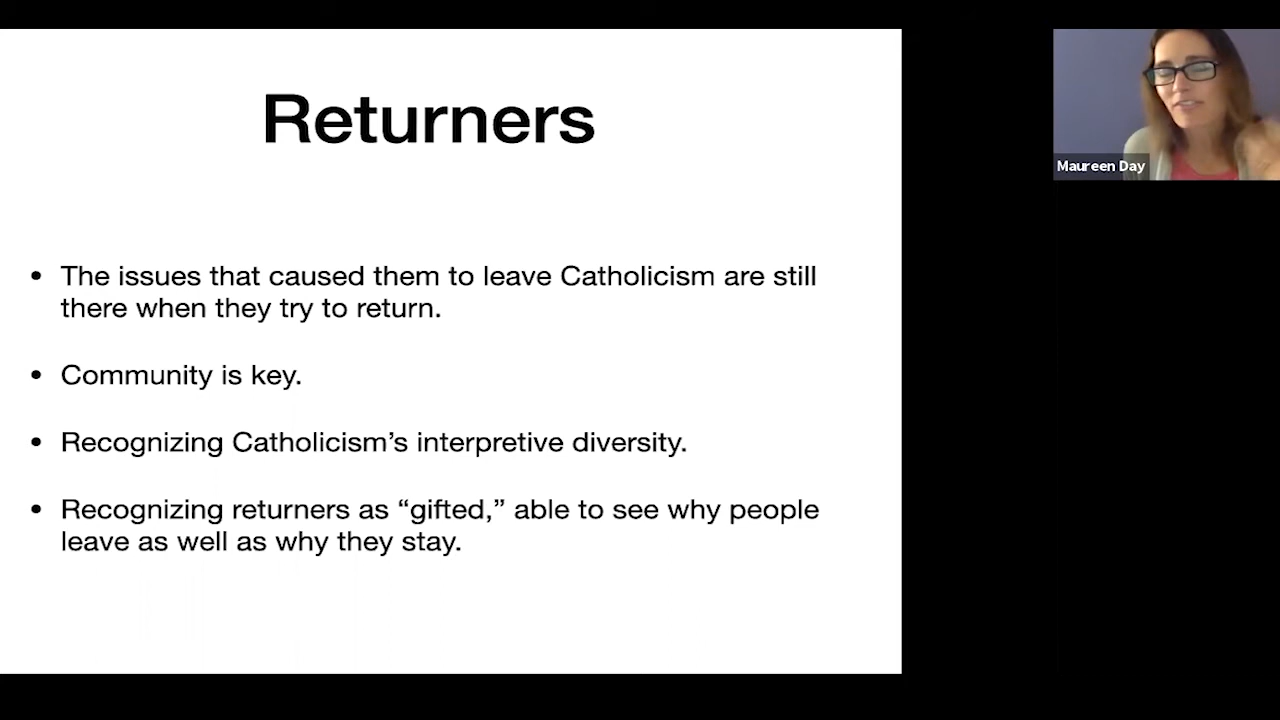 Returners
• The issues that caused them to leave Catholicism are still
there when they try to return.
• Community is key.
• Recognizing Catholicism’s interpretive diversity.
• Recognizing returners as “gifted,” able to see why people
leave as well as why they stay.
Maureen Day